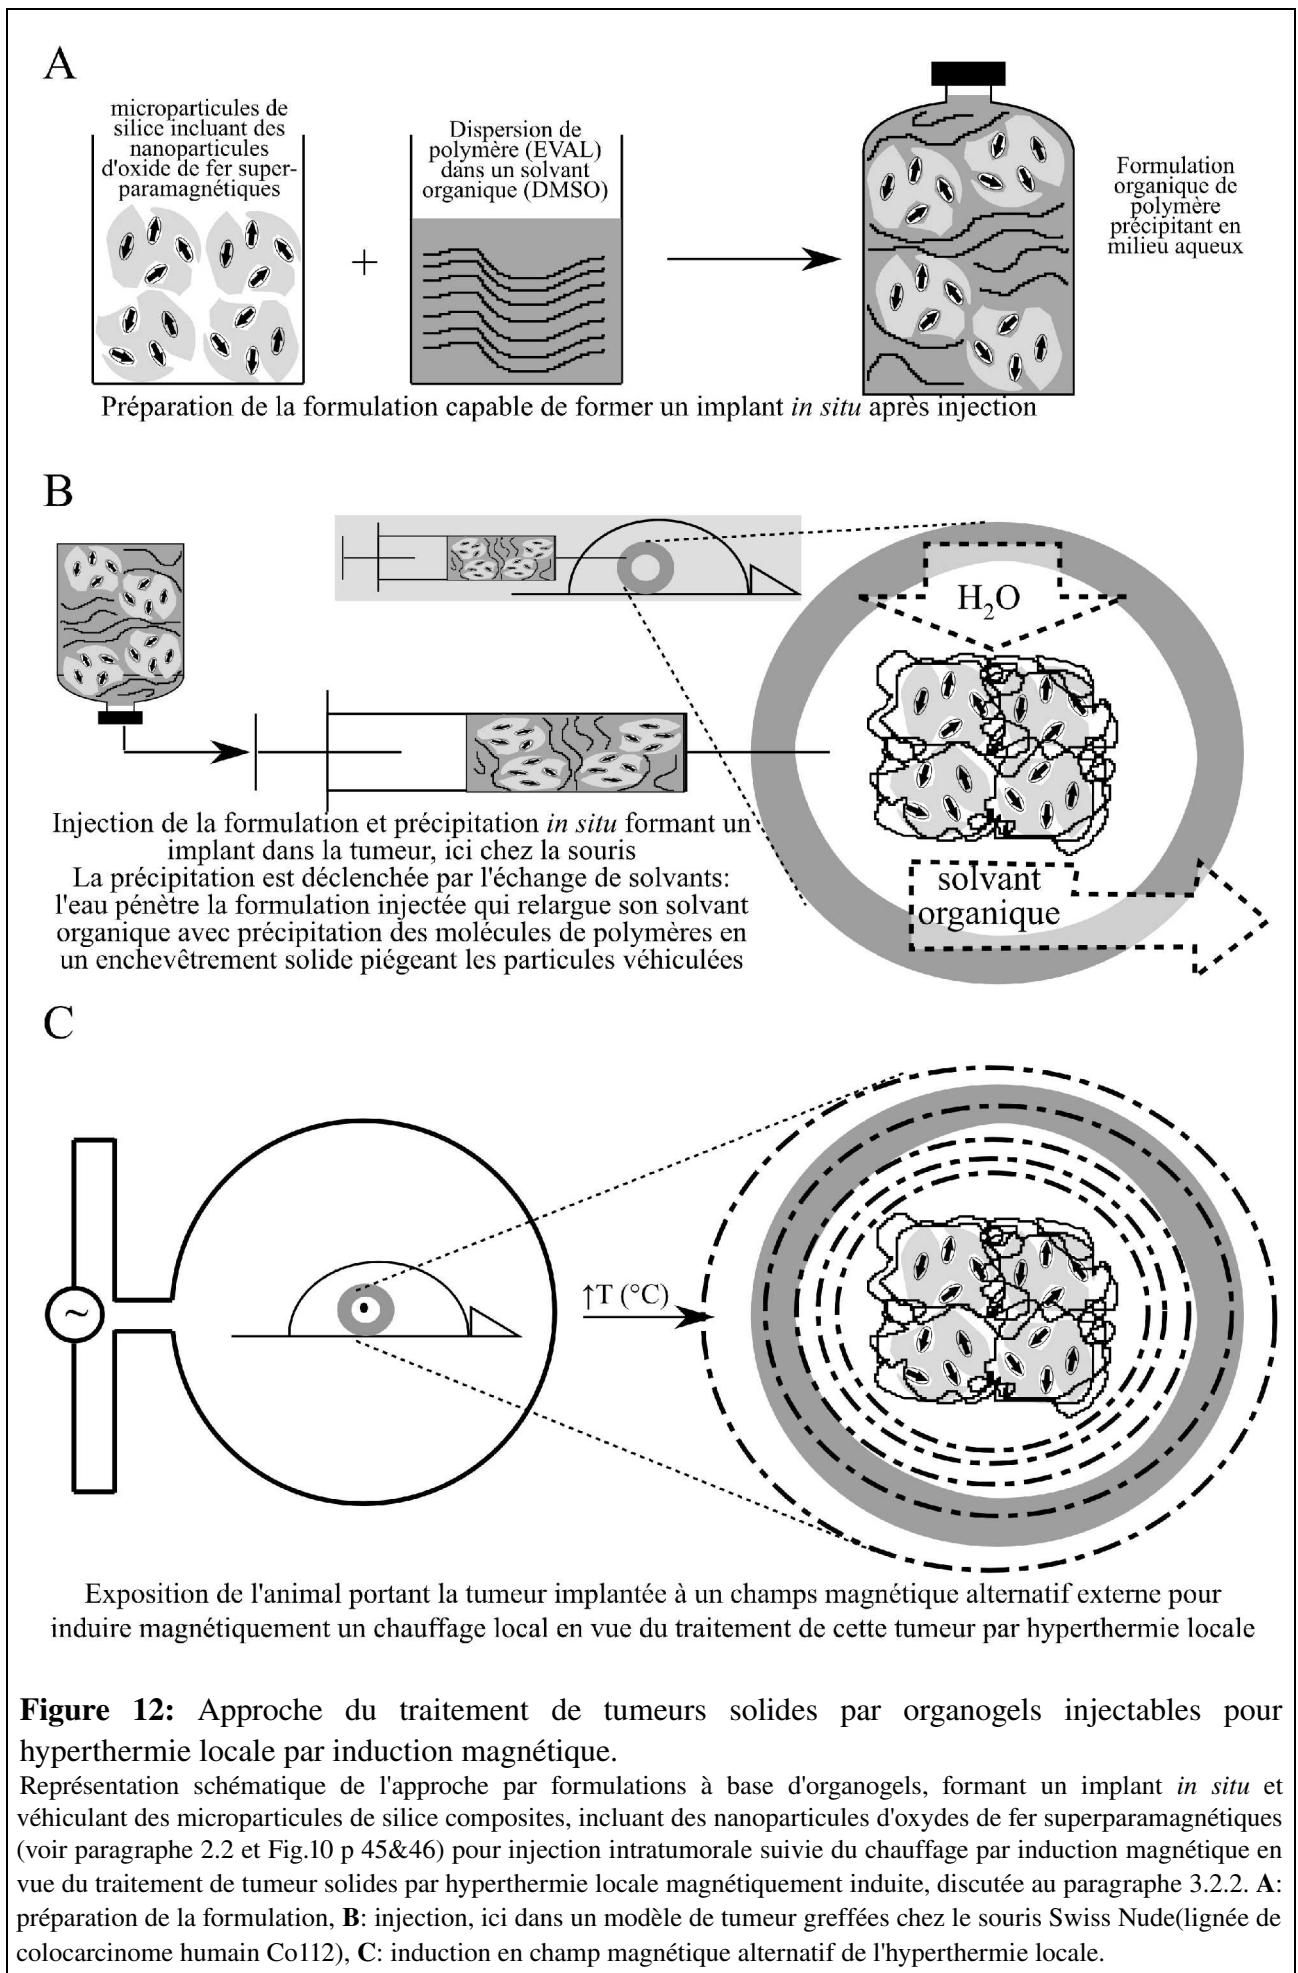 A
microparticules de
silice incluant des
nanoparticules
d'oxide de fer super-
paramagnétiques
+
Dispersion de
polymère (EVAL)
dans un solvant
organique (DMSO)
Formulation
organique de
polymère
précipitant en
milieu aqueux
Préparation de la formulation capable de former un implant in situ après injection
B
H₂O
solvant
organique
Injection de la formulation et précipitation in situ formant un
implant dans la tumeur, ici chez la souris
La précipitation est déclenchée par l'échange de solvants:
l'eau pénètre la formulation injectée qui relargue son solvant
organique avec précipitation des molécules de polymères en
un enchevêtrement solide piégeant les particules véhiculées
C
~
↑T (°C)
Exposition de l'animal portant la tumeur implantée à un champs magnétique alternatif externe pour
induire magnétiquement un chauffage local en vue du traitement de cette tumeur par hyperthermie locale
Figure 12: Approche du traitement de tumeurs solides par organogels injectables pour
hyperthermie locale par induction magnétique.
Représentation schématique de l'approche par formulations à base d'organogels, formant un implant in situ et
véhiculant des microparticules de silice composites, incluant des nanoparticules d'oxydes de fer superparamagnétiques
(voir paragraphe 2.2 et Fig.10 p 45&46) pour injection intratumorale suivie du chauffage par induction magnétique en
vue du traitement de tumeur solides par hyperthermie locale magnétiquement induite, discutée au paragraphe 3.2.2. A:
préparation de la formulation, B: injection, ici dans un modèle de tumeur greffées chez le souris Swiss Nude(lignée de
colocarcinome humain Co112), C: induction en champ magnétique alternatif de l'hyperthermie locale.